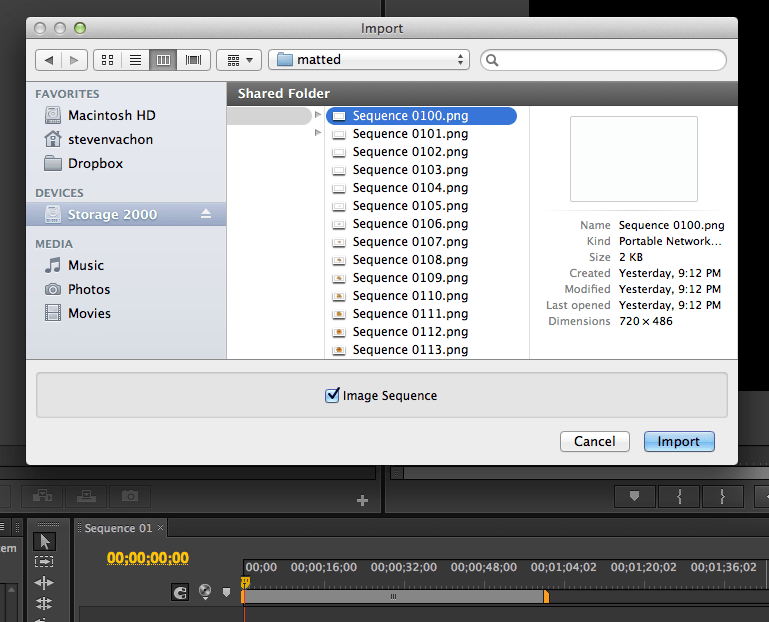 Import
matted
FAVORITES
Macintosh HD
stevenvachon
Dropbox
DEVICES
Storage 2000
MEDIA
Music
Photos
Movies
Shared Folder
Sequence 0100.png
Sequence 0101.png
Sequence 0102.png
Sequence 0103.png
Sequence 0104.png
Sequence 0105.png
Sequence 0106.png
Sequence 0107.png
Sequence 0108.png
Sequence 0109.png
Sequence 0110.png
Sequence 0111.png
Sequence 0112.png
Sequence 0113.png
Name Sequence 0100.png
Kind Portable Network...
Size 2 KB
Created Yesterday, 9:12 PM
Modified Yesterday, 9:12 PM
Last opened Yesterday, 9:12 PM
Dimensions 720 × 486
Image Sequence
Cancel Import
em
Sequence 01 ×
00;00;00;00
00;00 00;00;16;00 00;00;32;00 00;00;48;00 00;01;04;02 00;01;20;02 00;01;36;02